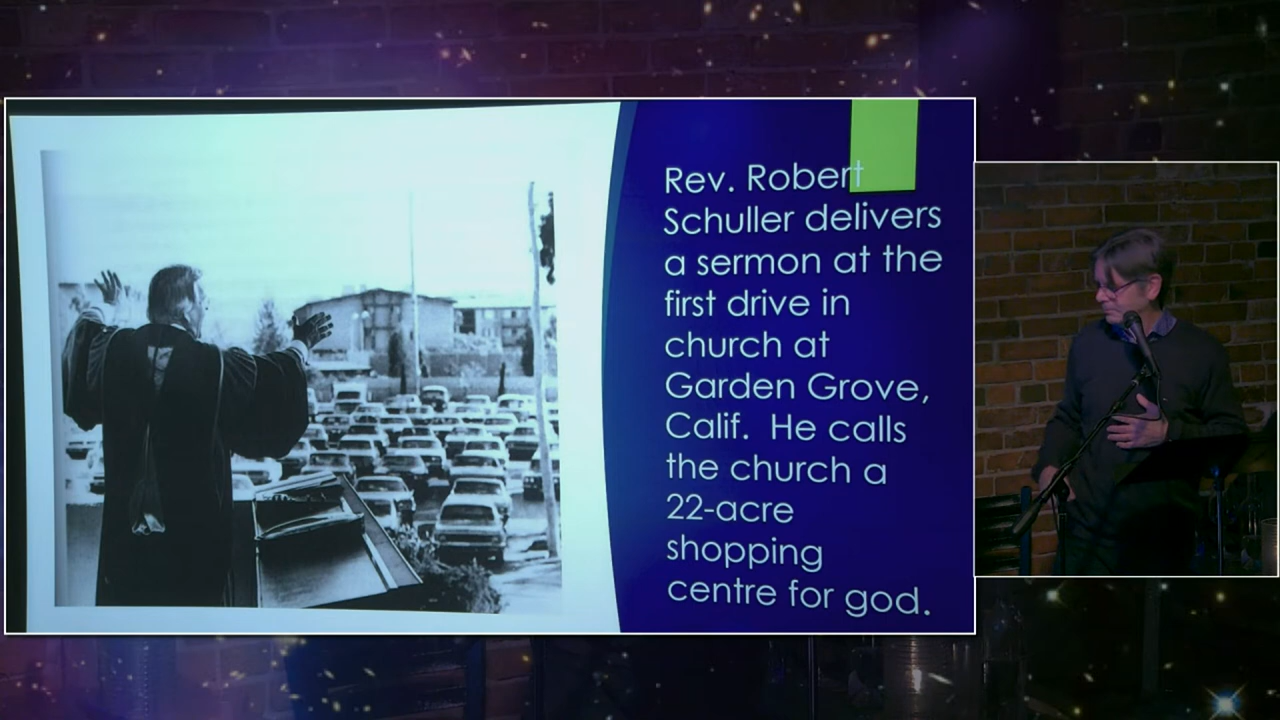 Rev. Robert
Schuller delivers
a sermon at the
first drive in
church at
Garden Grove,
Calif.  He calls
the church a
22-acre
shopping
centre for god.